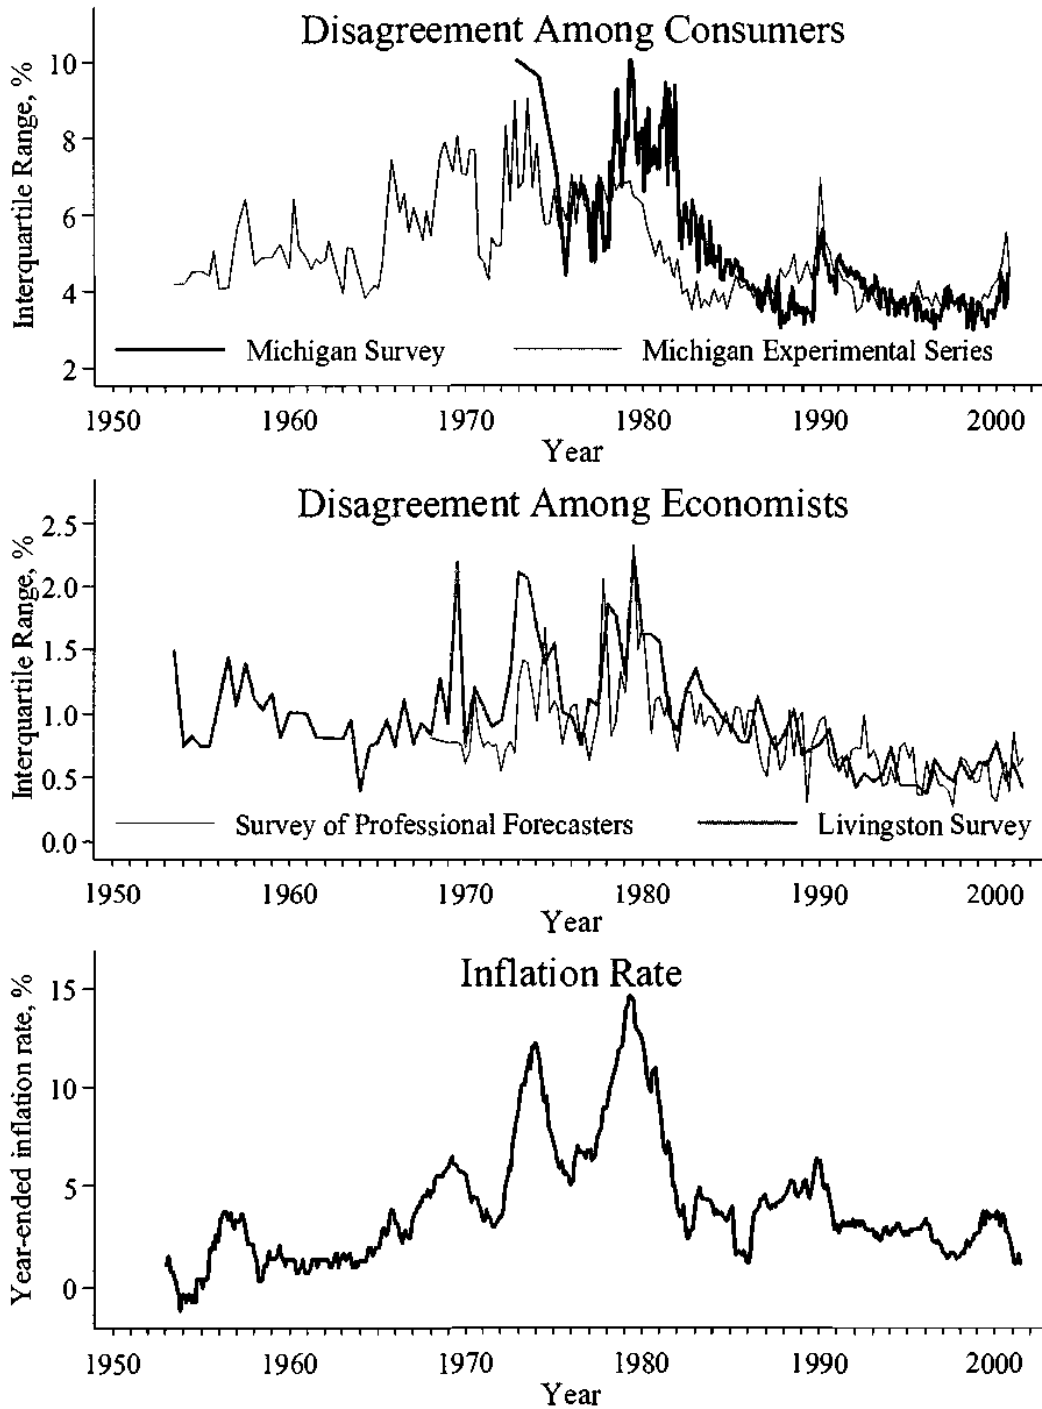 Disagreement Among Consumers
Interquartile Range, %
10
8
6
4
2
Michigan Survey
Michigan Experimental Series
1950 1960 1970 1980 1990 2000
Year
Disagreement Among Economists
Interquartile Range, %
2.5
2.0
1.5
1.0
0.5
0.0
Survey of Professional Forecasters
Livingston Survey
1950 1960 1970 1980 1990 2000
Year
Inflation Rate
Year-ended inflation rate, %
15
10
5
0
1950 1960 1970 1980 1990 2000
Year